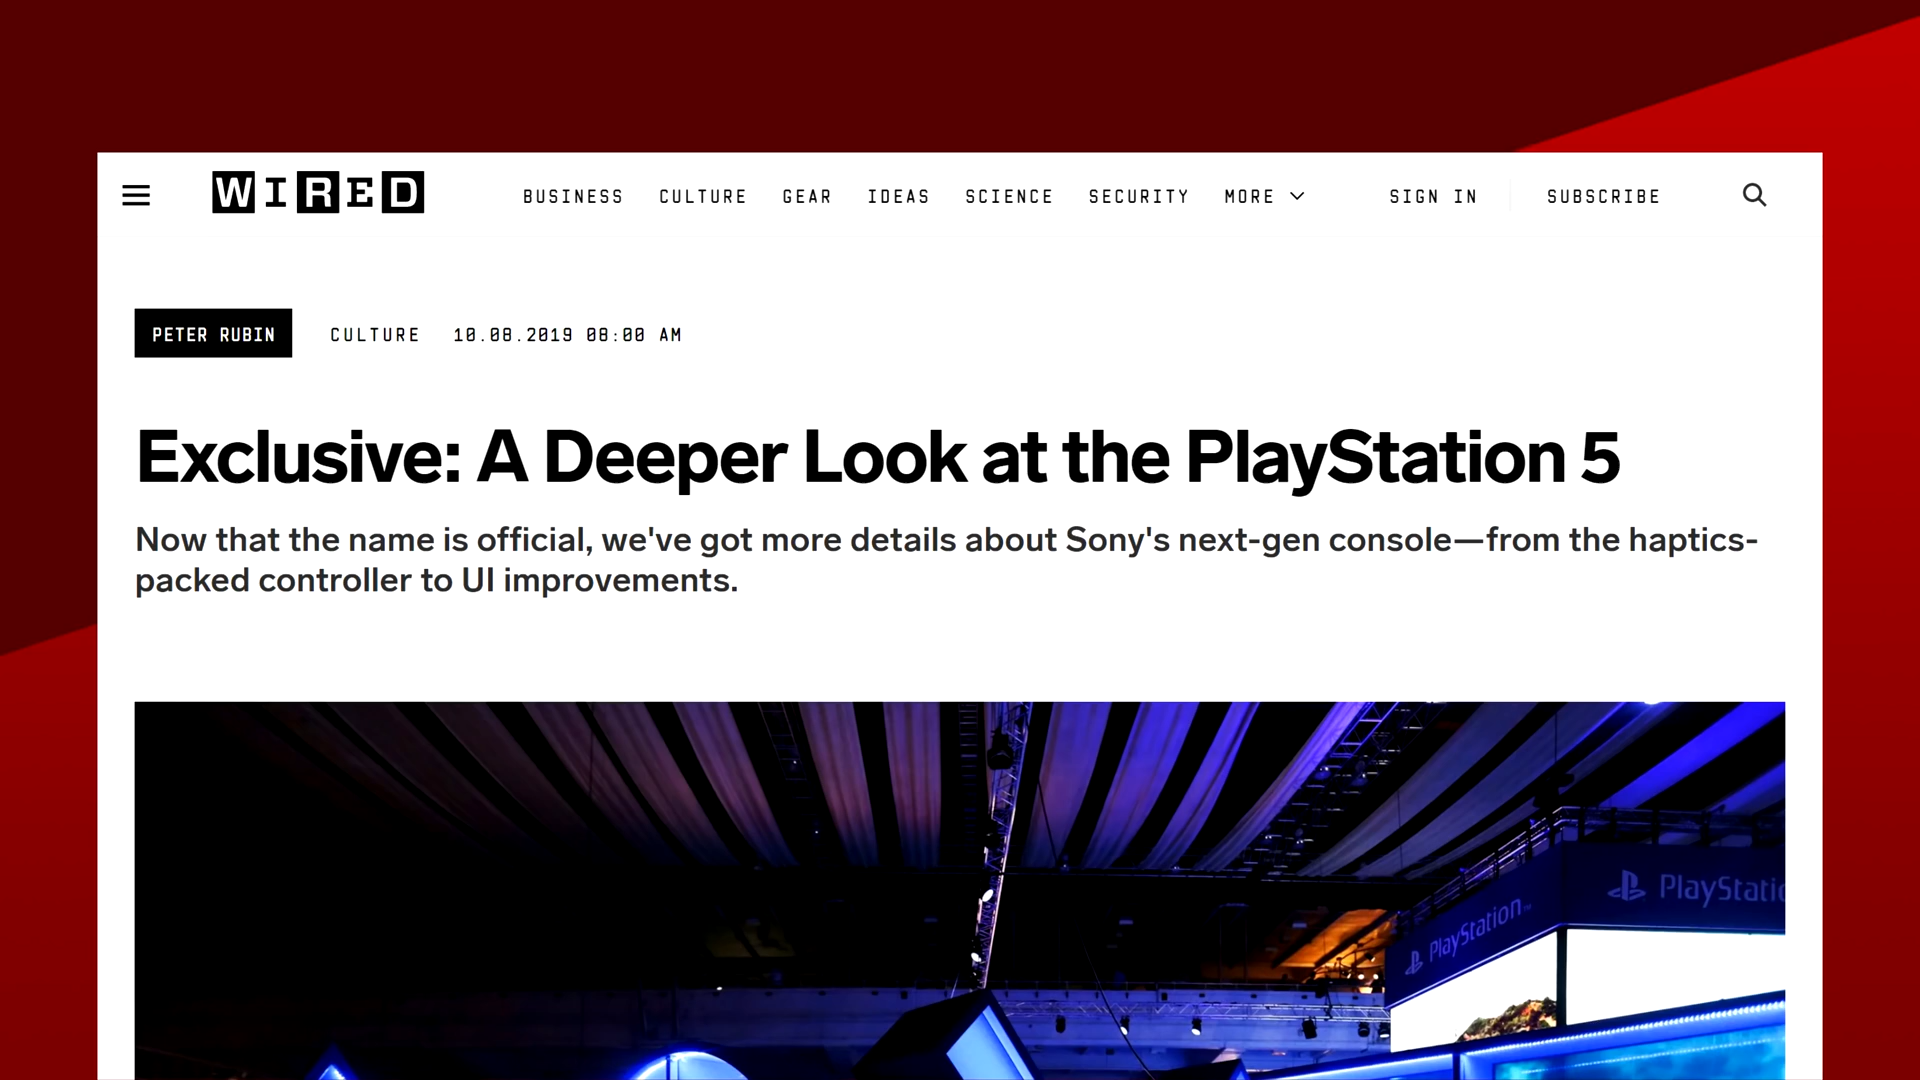 WIRED
BUSINESS CULTURE GEAR IDEAS SCIENCE SECURITY MORE SIGN IN SUBSCRIBE
PETER RUBIN CULTURE 10.08.2019 08:00 AM
Exclusive: A Deeper Look at the PlayStation 5
Now that the name is official, we've got more details about Sony's next-gen console—from the haptics-
packed controller to UI improvements.
PlayStatio
PlayStation